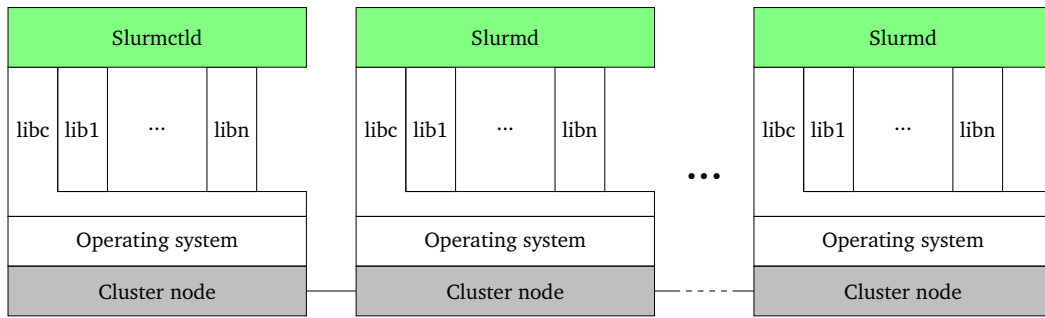 Slurmctld
Slurmd
Slurmd
libc lib1 ... libn
libc lib1 ... libn
libc lib1 ... libn
...
Operating system
Operating system
Operating system
Cluster node
Cluster node
Cluster node